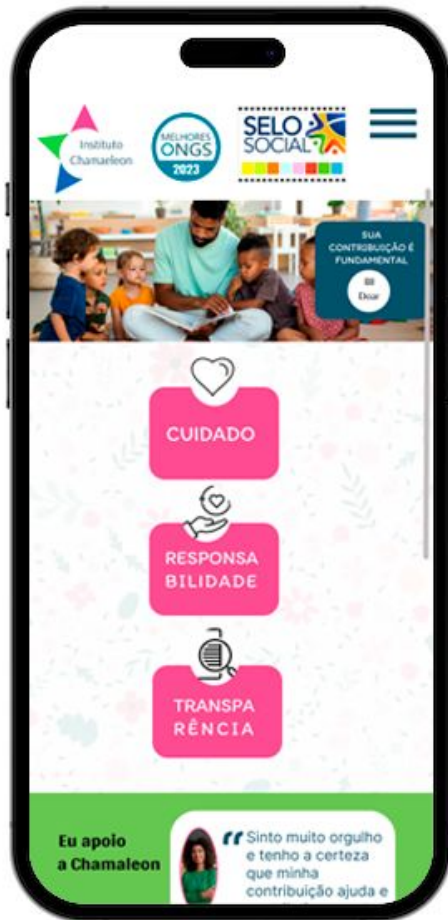 Instituto
Chamaeleon
MELHORES
ONGS
2023
SELO
SOCIAL
SUA
CONTRIBUIÇÃO É
FUNDAMENTAL
Doar
CUIDADO
RESPONSA
BILIDADE
TRANSPA
RÊNCIA
Eu apoio
a Chamaleon
Sinto muito orgulho
e tenho a certeza
que minha
contribuição ajuda e